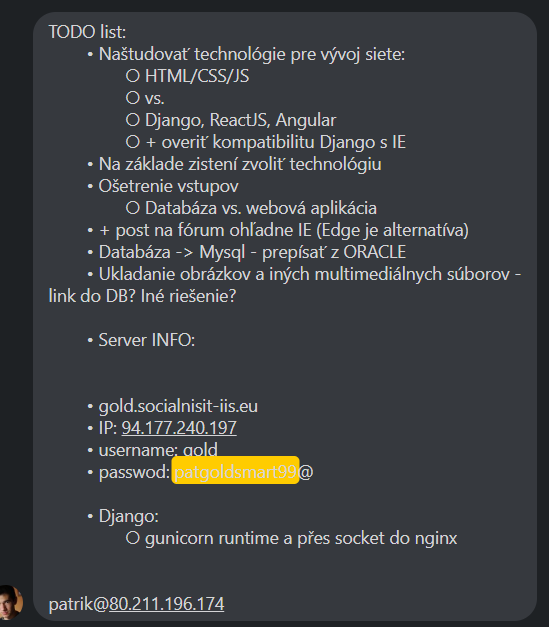 TODO list:
• Naštudovať technológie pre vývoj siete:
○ HTML/CSS/JS
○ vs.
○ Django, ReactJS, Angular
○ + overiť kompatibilitu Django s IE
• Na základe zistení zvoliť technológiu
• Ošetrenie vstupov
○ Databáza vs. webová aplikácia
• + post na fórum ohľadne IE (Edge je alternatíva)
• Databáza -> Mysql - prepísať z ORACLE
• Ukladanie obrázkov a iných multimediálnych súborov -
link do DB? Iné riešenie?
• Server INFO:
• gold.socialnisit-iis.eu
• IP: 94.177.240.197
• username: gold
• passwod: patgoldsmart99@
• Django:
○ gunicorn runtime a přes socket do nginx
patrik@80.211.196.174